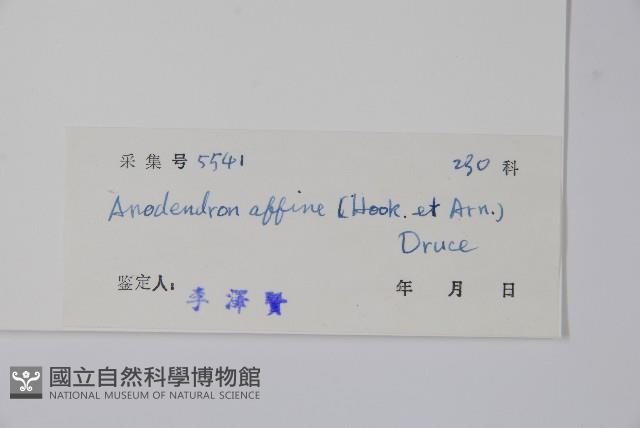 采集号 5541 230 科
Anodendron affine (Hook. et Arn.)
Druce
鉴定人: 李澤賢 年 月 日
國立自然科學博物館
NATIONAL MUSEUM OF NATURAL SCIENCE